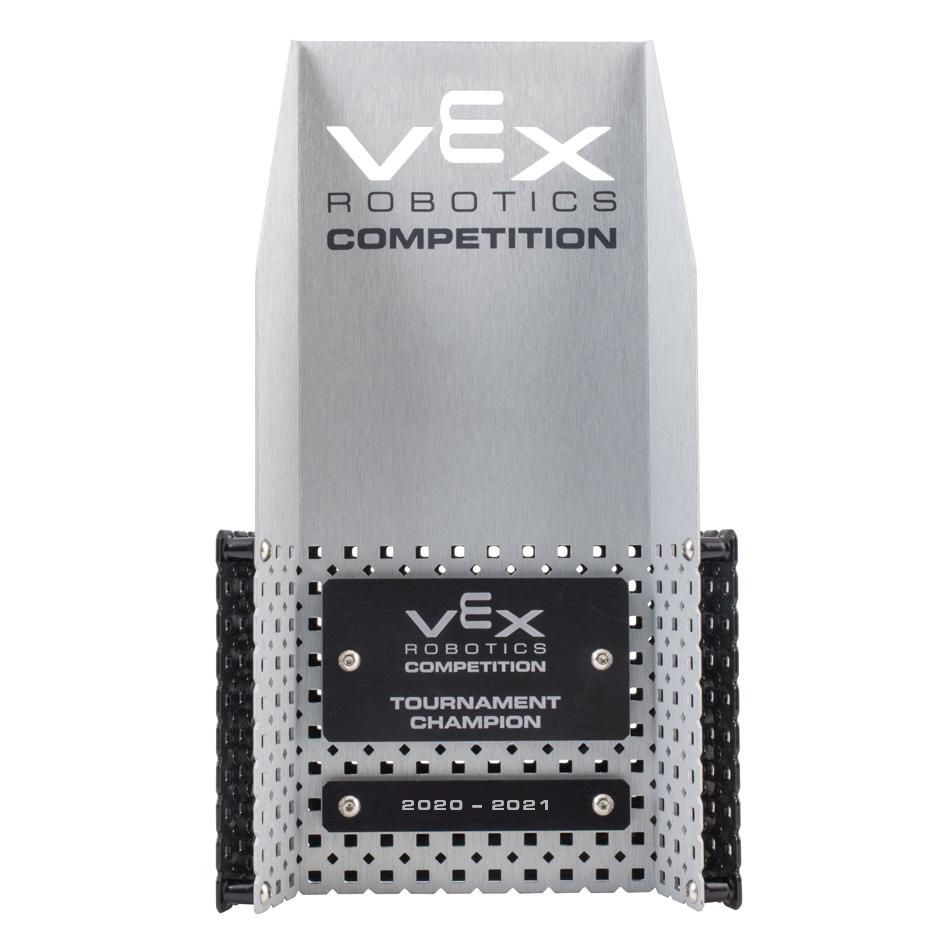 VEX
ROBOTICS
COMPETITION
VEX
ROBOTICS
COMPETITION
TOURNAMENT
CHAMPION
2020 – 2021